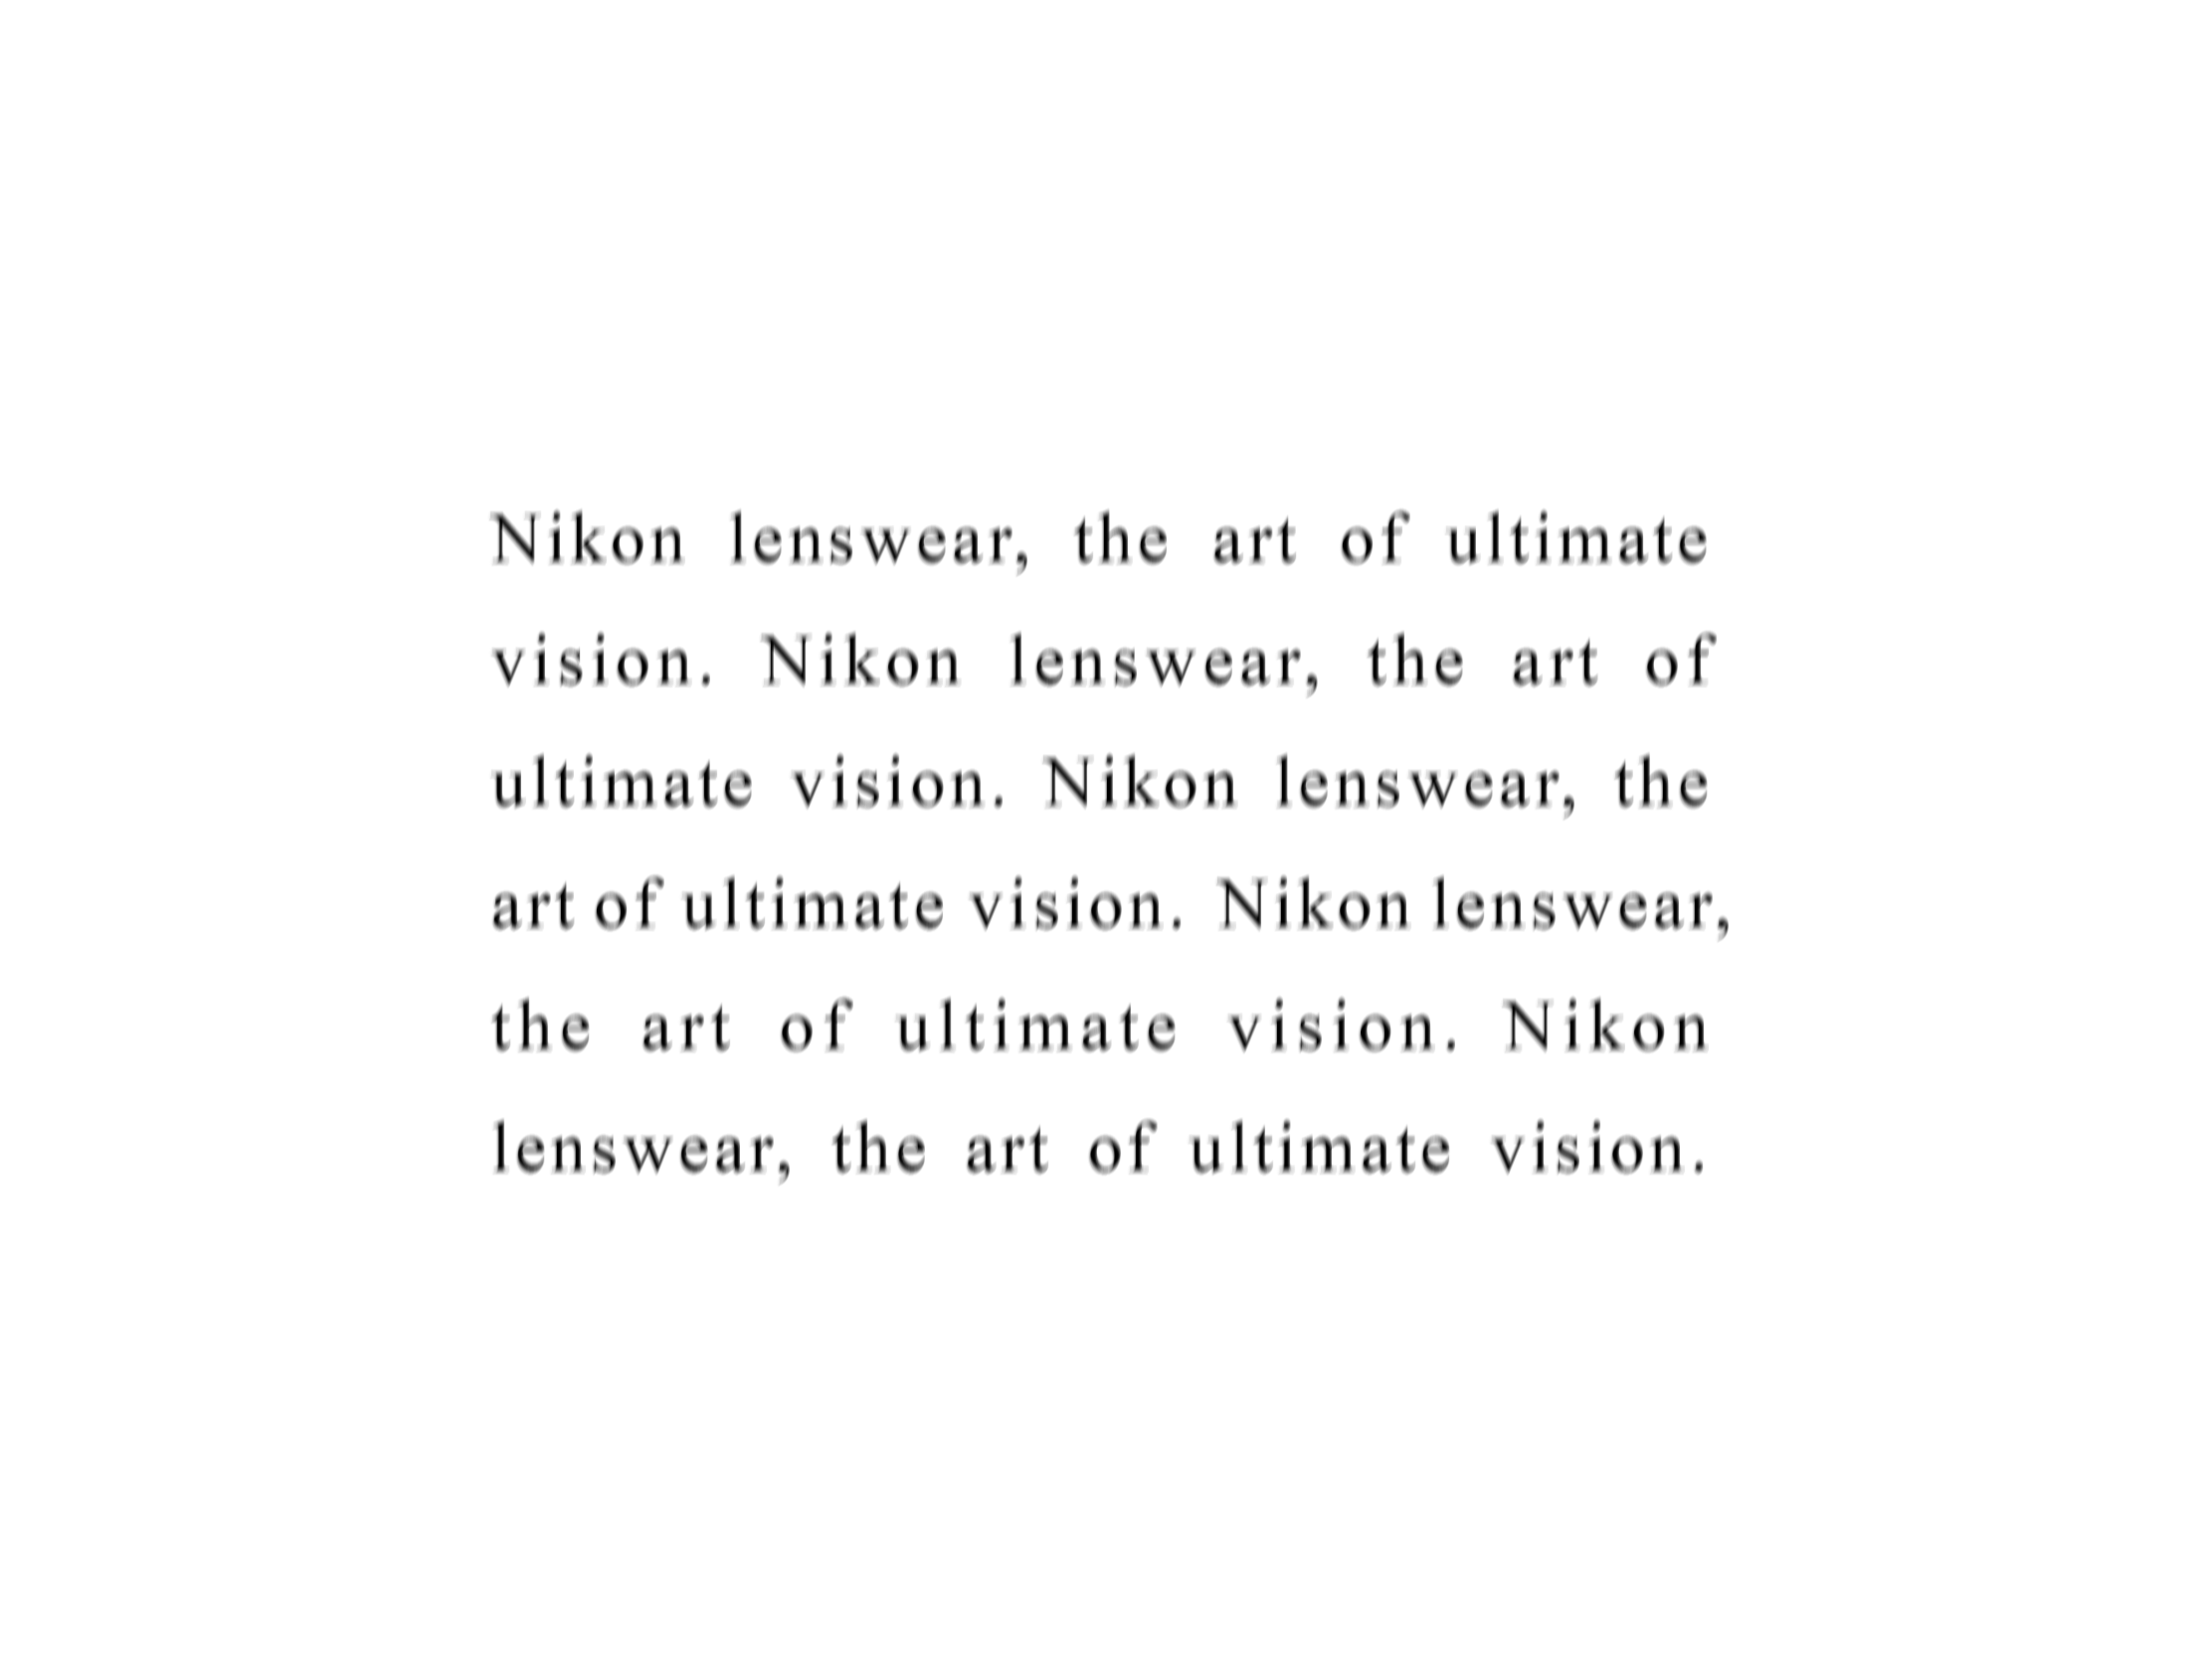 Nikon lenswear, the art of ultimate
vision. Nikon lenswear, the art of
ultimate vision. Nikon lenswear, the
art of ultimate vision. Nikon lenswear,
the art of ultimate vision. Nikon
lenswear, the art of ultimate vision.